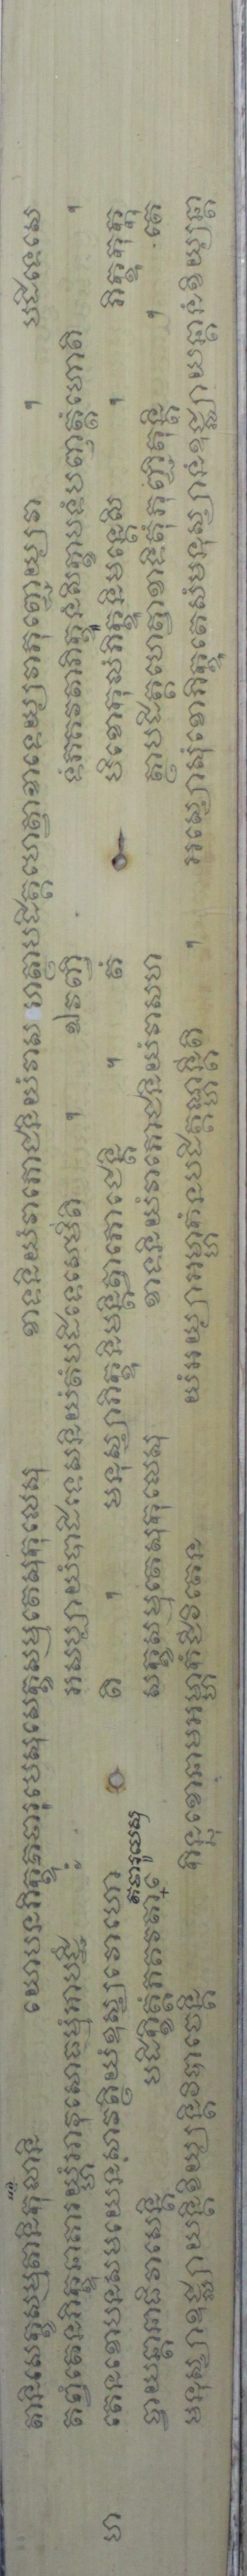 តានិសេក្ខសម្មតានិកុលានិ យោបនភិក្ខុតថារូបេសុសេក្ខសម្មតេសុកុលេសុ ខាទនិយំវាភោជនិយំវាសហត្ថាបដិគ្គហេត្វាខាទេយ្យវាភុញ្ជេយ្យវា ។ បដិទេសេ
តព្វំតេនភិក្ខុនាគារយ្ហំអាវុសោធម្មំអាបជ្ជឹ អសប្បាយំបាដិទេសនិយំតំបដិទេសេមីតិ ។ ឯវញ្ចិ ទំភគវតាភិក្ខូនំសិក្ខាបទំបញ្ញត្តំហោតិ ។
ហ តេនខោបនសមយេនសាវត្ថិយំឧស្សវោហោ តិ ។ មនុស្សាភិក្ខូនិមន្តេត្វាភោជេន្តិ ។ តំ បិខោកុលំភិក្ខូនិមន្តេសិ ។ ភិក្ខូកុក្កុ
ច្ចាយន្តានាធិវាសេន្តិ បដិក្ខិត្តំភគវតា តថារូបេសុ សេក្ខសម្មតេសុកុលេសុ ខាទនិយំវាភោជនិយំវាសហ ត្ថាបដិគ្គហេត្វាខាទិតុំភុញ្ជិតុន្តិ ។ តេ
មនុស្សាឧជ្ឈាយន្តិខិយ្យន្តិវិបាចេន្តិ កិន្នុខោនាមអម្ហាកំជីវិតេន យំអយ្យាអម្ហាកំនបដិគ្គណ្ហន្តីតិ ។ អស្សោសុំខោភិក្ខូតេសំមនុស្សានំឧជ្ឈាយន្តានំខិយ្យន្តា